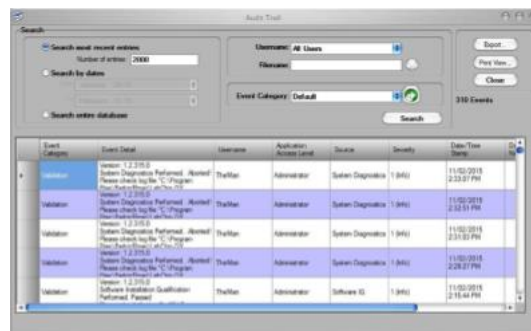 Audit Trail
Search
Search most recent entries
Number of entries: 2000
Search by dates
Search entire database
Username: All Users
Filename:
Event Category: Default
Search
Export...
Print View...
Close
310 Events
Event Category Event Detail Username Application Access Level Source Severity Date/Time Stamp
Validation Version: 1.2.315.0 System Diagnostics Performed. Aborted Please check log file "C:\Program TheMan Administrator System Diagnostics 1 (Info) 11/02/2015 2:33:07 PM
Validation Version: 1.2.315.0 System Diagnostics Performed. Aborted Please check log file "C:\Program TheMan Administrator System Diagnostics 1 (Info) 11/02/2015 2:32:51 PM
Validation Version: 1.2.315.0 System Diagnostics Performed. Aborted Please check log file "C:\Program TheMan Administrator System Diagnostics 1 (Info) 11/02/2015 2:31:03 PM
Validation Version: 1.2.315.0 System Diagnostics Performed. Aborted Please check log file "C:\Program TheMan Administrator System Diagnostics 1 (Info) 11/02/2015 2:28:27 PM
Validation Version: 1.2.315.0 Software Installation Qualification Performed. Passed TheMan Administrator Software IQ 1 (Info) 11/02/2015 2:15:44 PM